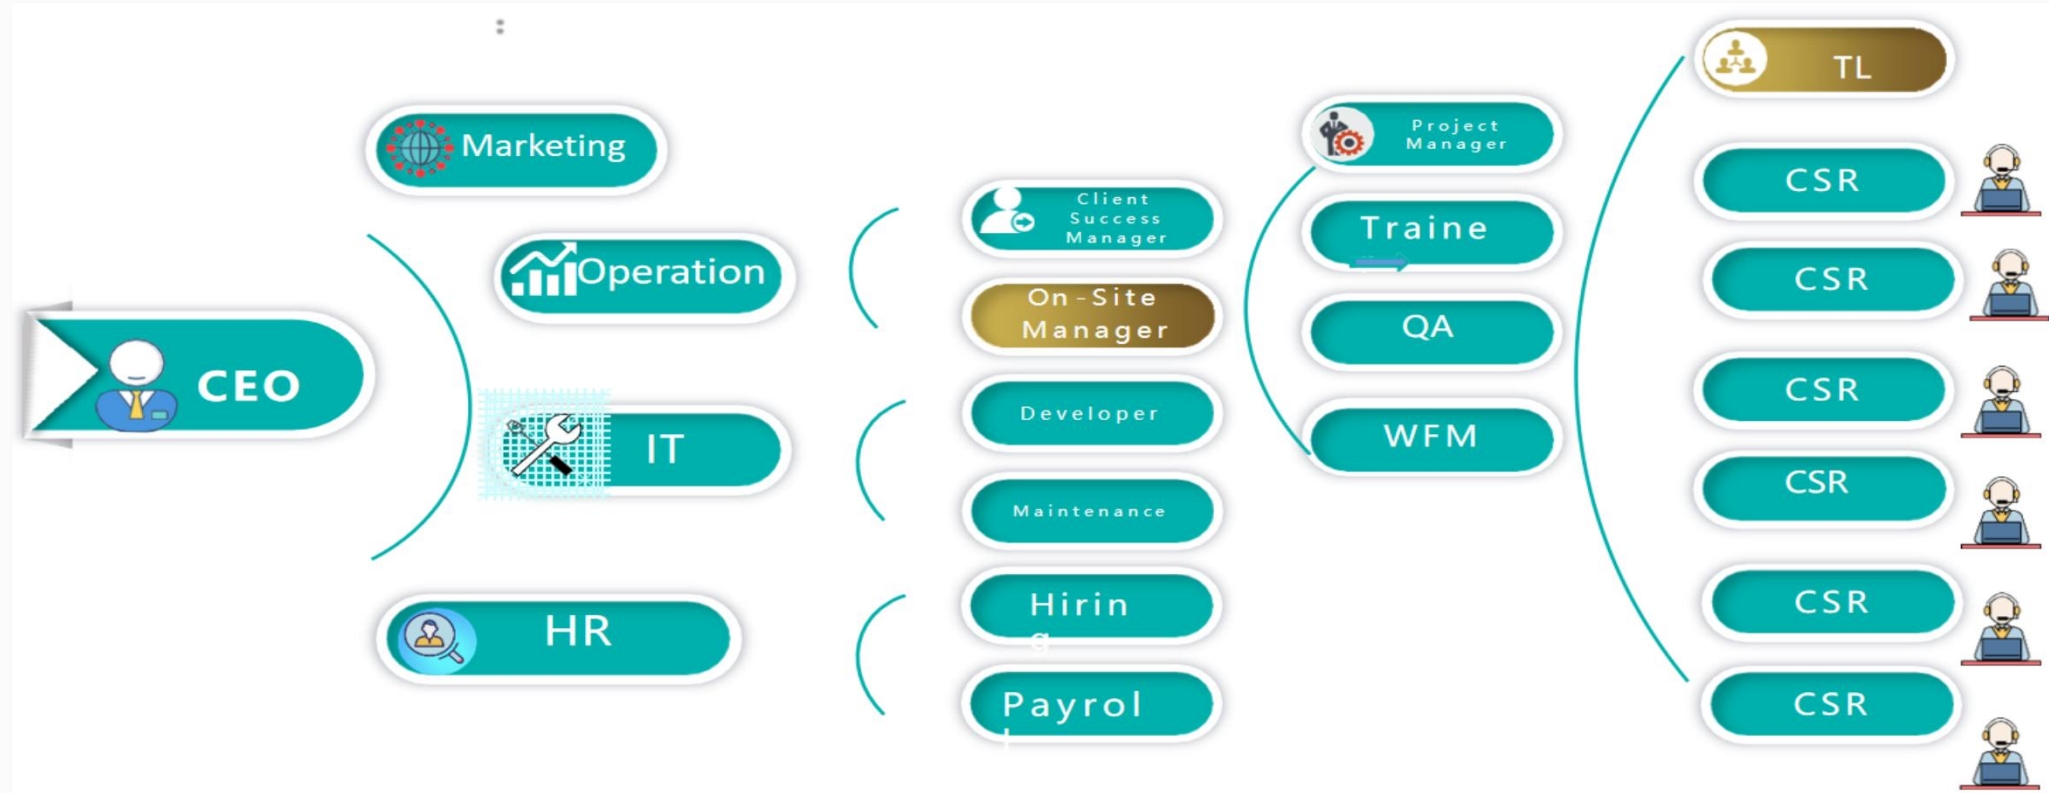 Marketing
Operation
CEO
IT
HR
Client
Success
Manager
On-Site
Manager
Developer
Maintenance
Hirin
g
Payrol
l
Project
Manager
Traine
QA
WFM
TL
CSR
CSR
CSR
CSR
CSR
CSR